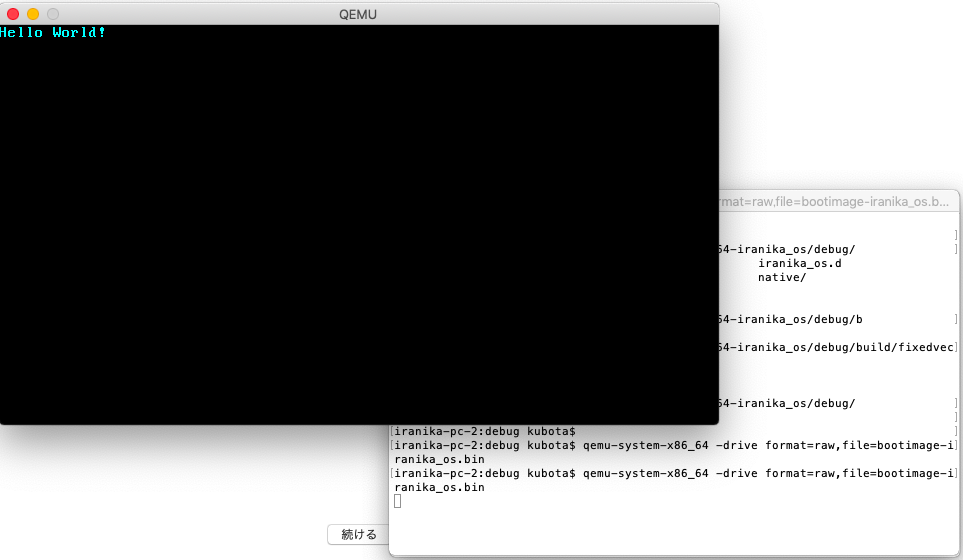 QEMU
Hello World!
rmat=raw,file=bootimage-iranika_os.b...
]
64-iranika_os/debug/ ]
iranika_os.d
native/
64-iranika_os/debug/b ]
64-iranika_os/debug/build/fixedvec]
64-iranika_os/debug/ ]
]
[iranika-pc-2:debug kubota$ ]
[iranika-pc-2:debug kubota$ qemu-system-x86_64 -drive format=raw,file=bootimage-i]
ranika_os.bin
[iranika-pc-2:debug kubota$ qemu-system-x86_64 -drive format=raw,file=bootimage-i]
ranika_os.bin
続ける